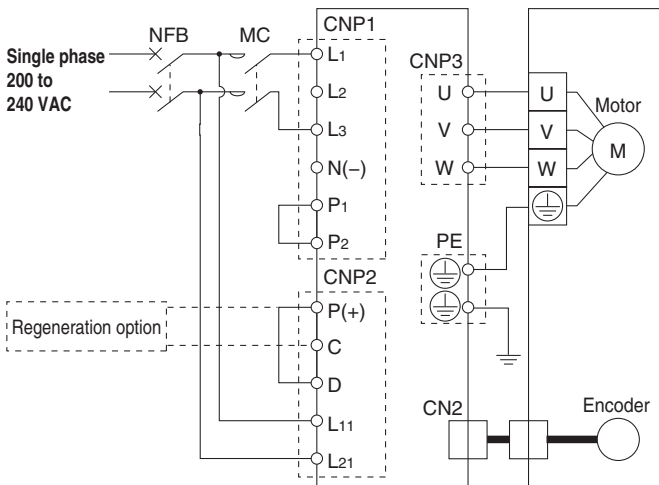 NFB
MC
Single phase
200 to
240 VAC
CNP1
L1
L2
L3
N(−)
P1
P2
CNP2
P(+)
C
D
L11
L21
Regeneration option
CNP3
U
V
W
PE
CN2
U
V
W
Motor
M
Encoder